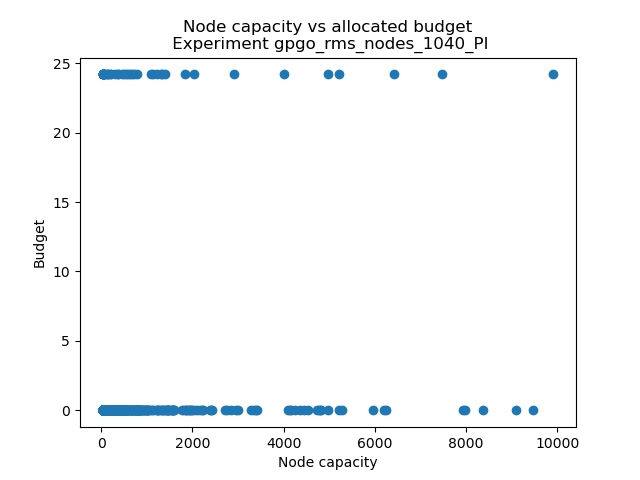 Node capacity vs allocated budget
Experiment gpgo_rms_nodes_1040_PI
25
20
15
10
5
0
Budget
0 2000 4000 6000 8000 10000
Node capacity